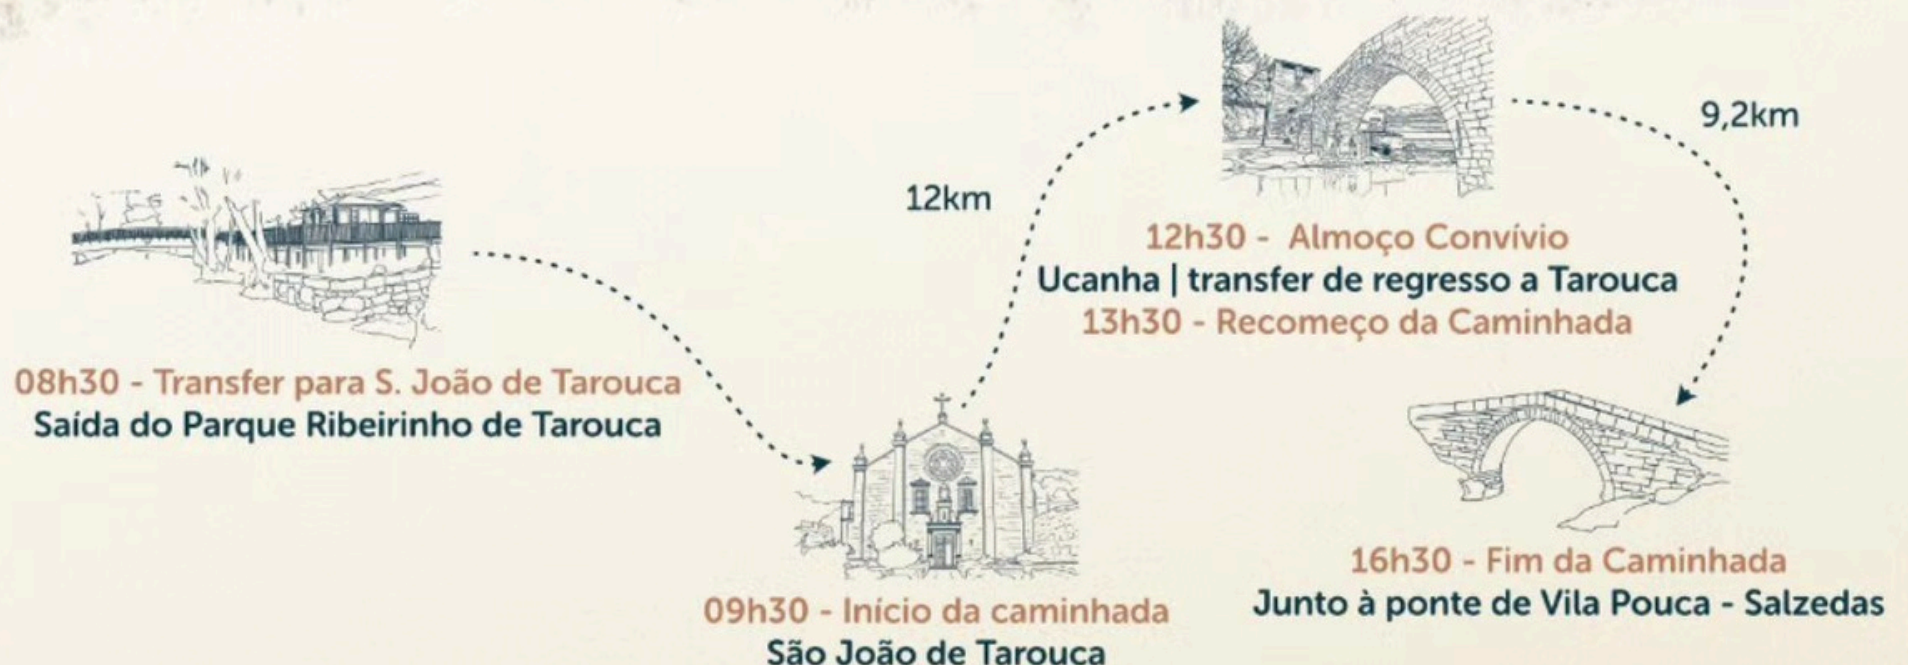 08h30 - Transfer para S. João de Tarouca
Saída do Parque Ribeirinho de Tarouca
09h30 - Início da caminhada
São João de Tarouca
12km
12h30 - Almoço Convívio
Ucanha | transfer de regresso a Tarouca
13h30 - Recomeço da Caminhada
9,2km
16h30 - Fim da Caminhada
Junto à ponte de Vila Pouca - Salzedas